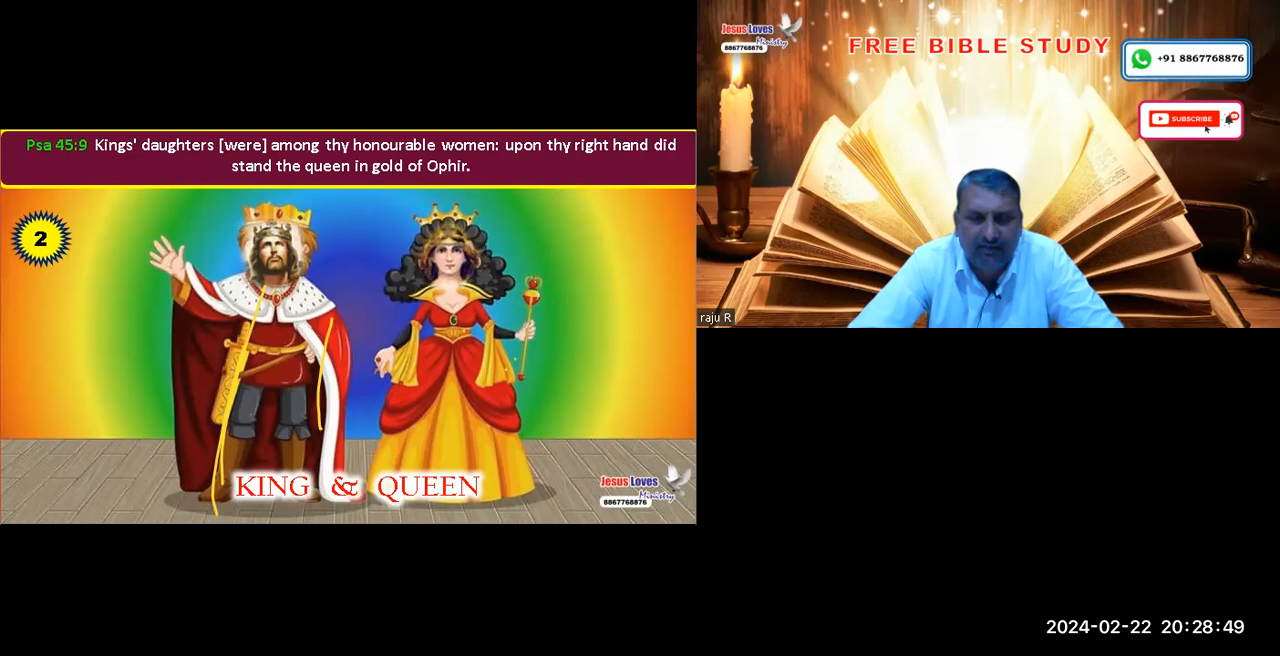 Psa 45:9 Kings' daughters [were] among thy honourable women: upon thy right hand did
stand the queen in gold of Ophir.
2
KING & QUEEN
Jesus Loves
Ministry
8867768876
Jesus Loves
Ministry
8867768876
FREE BIBLE STUDY
+91 8867768876
SUBSCRIBE
raju R
2024-02-22 20:28:49